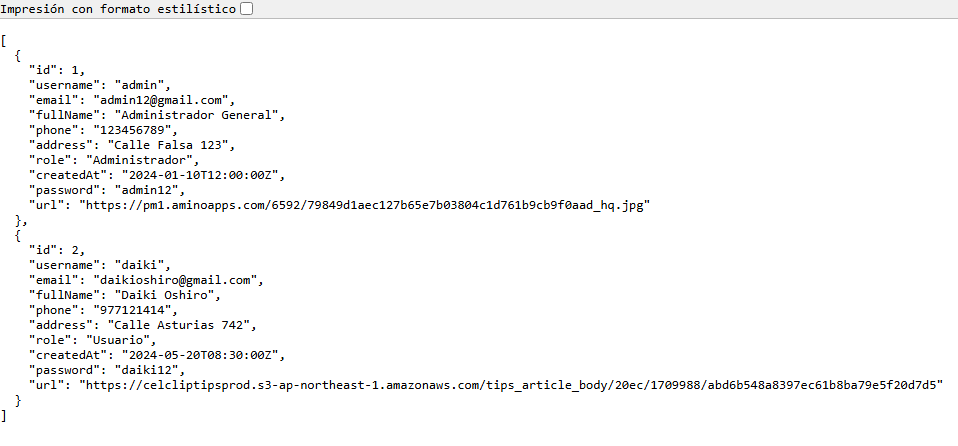 Impresión con formato estilístico
[
  {
    "id": 1,
    "username": "admin",
    "email": "admin12@gmail.com",
    "fullName": "Administrador General",
    "phone": "123456789",
    "address": "Calle Falsa 123",
    "role": "Administrador",
    "createdAt": "2024-01-10T12:00:00Z",
    "password": "admin12",
    "url": "https://pm1.aminoapps.com/6592/79849d1aec127b65e7b03804c1d761b9cb9f0aad_hq.jpg"
  },
  {
    "id": 2,
    "username": "daiki",
    "email": "daikioshiro@gmail.com",
    "fullName": "Daiki Oshiro",
    "phone": "977121414",
    "address": "Calle Asturias 742",
    "role": "Usuario",
    "createdAt": "2024-05-20T08:30:00Z",
    "password": "daiki12",
    "url": "https://celcliptipsprod.s3-ap-northeast-1.amazonaws.com/tips_article_body/20ec/1709988/abd6b548a8397ec61b8ba79e5f20d7d5"
  }
]